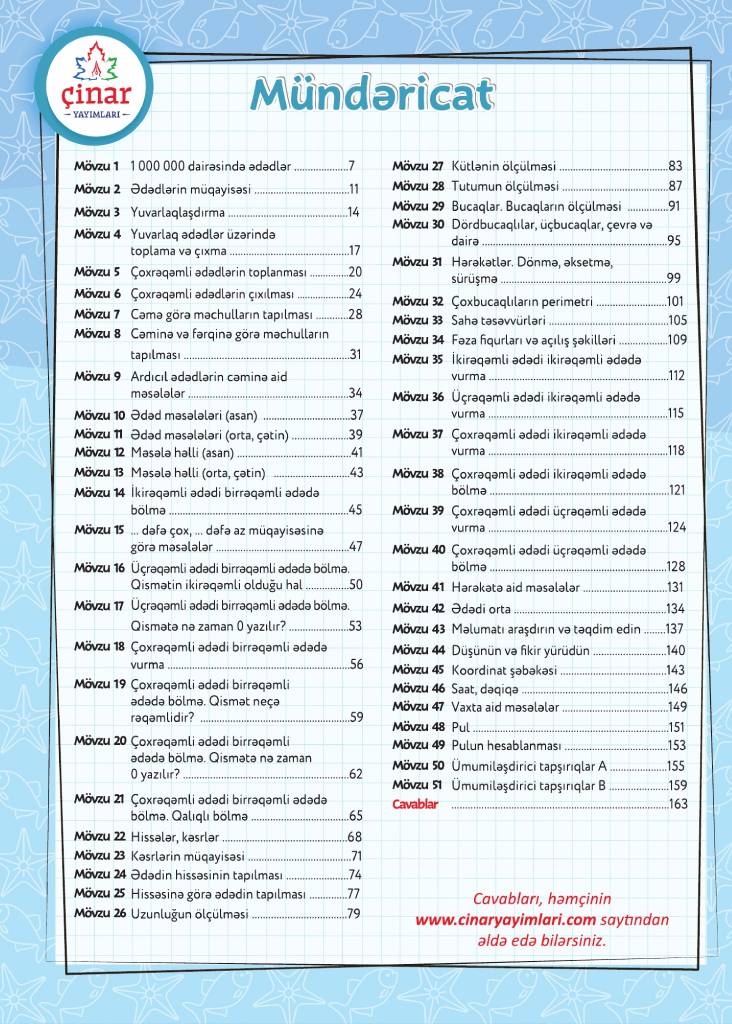 çinar
YAYIMLARI
Mündəricat
Mövzu 1 1 000 000 dairəsində ədədlər ..................7
Mövzu 2 Ədədlərin müqayisəsi ................................11
Mövzu 3 Yuvarlaqlaşdırma ........................................14
Mövzu 4 Yuvarlaq ədədlər üzərində
toplama və çıxma .......................................17
Mövzu 5 Çoxrəqəmli ədədlərin toplanması .............20
Mövzu 6 Çoxrəqəmli ədədlərin çıxılması .................24
Mövzu 7 Cəmə görə məchulların tapılması ............28
Mövzu 8 Cəminə və fərqinə görə məchulların
tapılması ......................................................31
Mövzu 9 Ardıcıl ədədlərin cəminə aid
məsələlər .....................................................34
Mövzu 10 Ədəd məsələləri (asan) .............................37
Mövzu 11 Ədəd məsələləri (orta, çətin) ....................39
Mövzu 12 Məsələ həlli (asan) ......................................41
Mövzu 13 Məsələ həlli (orta, çətin) ...........................43
Mövzu 14 İkirəqəmli ədədi birrəqəmli ədədə
bölmə ..........................................................45
Mövzu 15 ... dəfə çox, ... dəfə az müqayisəsinə
görə məsələlər ............................................47
Mövzu 16 Üçrəqəmli ədədi birrəqəmli ədədə bölmə.
Qismətin ikirəqəmli olduğu hal ..............50
Mövzu 17 Üçrəqəmli ədədi birrəqəmli ədədə bölmə.
Qismətə nə zaman 0 yazılır? ....................53
Mövzu 18 Çoxrəqəmli ədədi birrəqəmli ədədə
vurma ..........................................................56
Mövzu 19 Çoxrəqəmli ədədi birrəqəmli
ədədə bölmə. Qismət neçə
rəqəmlidir? .................................................59
Mövzu 20 Çoxrəqəmli ədədi birrəqəmli
ədədə bölmə. Qismətə nə zaman
0 yazılır? ......................................................62
Mövzu 21 Çoxrəqəmli ədədi birrəqəmli ədədə
bölmə. Qalıqlı bölmə .................................65
Mövzu 22 Hissələr, kəsrlər ..........................................68
Mövzu 23 Kəsrlərin müqayisəsi ..................................71
Mövzu 24 Ədədin hissəsinin tapılması ......................74
Mövzu 25 Hissəsinə görə ədədin tapılması ...............77
Mövzu 26 Uzunluğun ölçülməsi .................................79
Mövzu 27 Kütlənin ölçülməsi ....................................83
Mövzu 28 Tutumun ölçülməsi ...................................87
Mövzu 29 Bucaqlar. Bucaqların ölçülməsi .............91
Mövzu 30 Dördbucaqlılar, üçbucaqlar, çevrə və
dairə .............................................................95
Mövzu 31 Hərəkətlər. Dönmə, əksetmə,
sürüşmə .......................................................99
Mövzu 32 Çoxbucaqlıların perimetri ........................101
Mövzu 33 Sahə təsəvvürləri ........................................105
Mövzu 34 Fəza fiqurları və açılış şəkilləri ................109
Mövzu 35 İkirəqəmli ədədi ikirəqəmli ədədə
vurma ............................................................112
Mövzu 36 Üçrəqəmli ədədi ikirəqəmli ədədə
vurma ............................................................115
Mövzu 37 Çoxrəqəmli ədədi ikirəqəmli ədədə
vurma ............................................................118
Mövzu 38 Çoxrəqəmli ədədi ikirəqəmli ədədə
bölmə ............................................................121
Mövzu 39 Çoxrəqəmli ədədi üçrəqəmli ədədə
vurma ............................................................124
Mövzu 40 Çoxrəqəmli ədədi üçrəqəmli ədədə
bölmə ............................................................128
Mövzu 41 Hərəkətə aid məsələlər ............................131
Mövzu 42 Ədədi orta ...................................................134
Mövzu 43 Məlumatı araşdırın və təqdim edin .......137
Mövzu 44 Düşünün və fikir yürüdün .........................140
Mövzu 45 Koordinat şəbəkəsi ....................................143
Mövzu 46 Saat, dəqiqə ................................................146
Mövzu 47 Vaxta aid məsələlər ...................................149
Mövzu 48 Pul ................................................................151
Mövzu 49 Pulun hesablanması ..................................153
Mövzu 50 Ümumiləşdirici tapşırıqlar A ....................155
Mövzu 51 Ümumiləşdirici tapşırıqlar B ....................159
Cavablar ..................................................................163
Cavabları, həmçinin
www.cinaryayimlari.com saytından
əldə edə bilərsiniz.